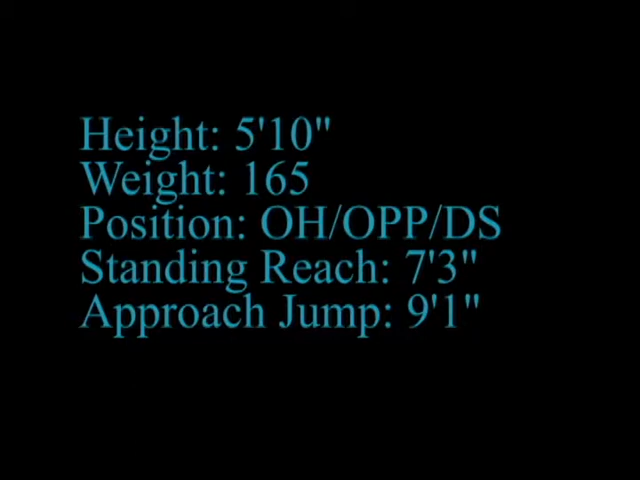 Height: 5'10"
Weight: 165
Position: OH/OPP/DS
Standing Reach: 7'3"
Approach Jump: 9'1"